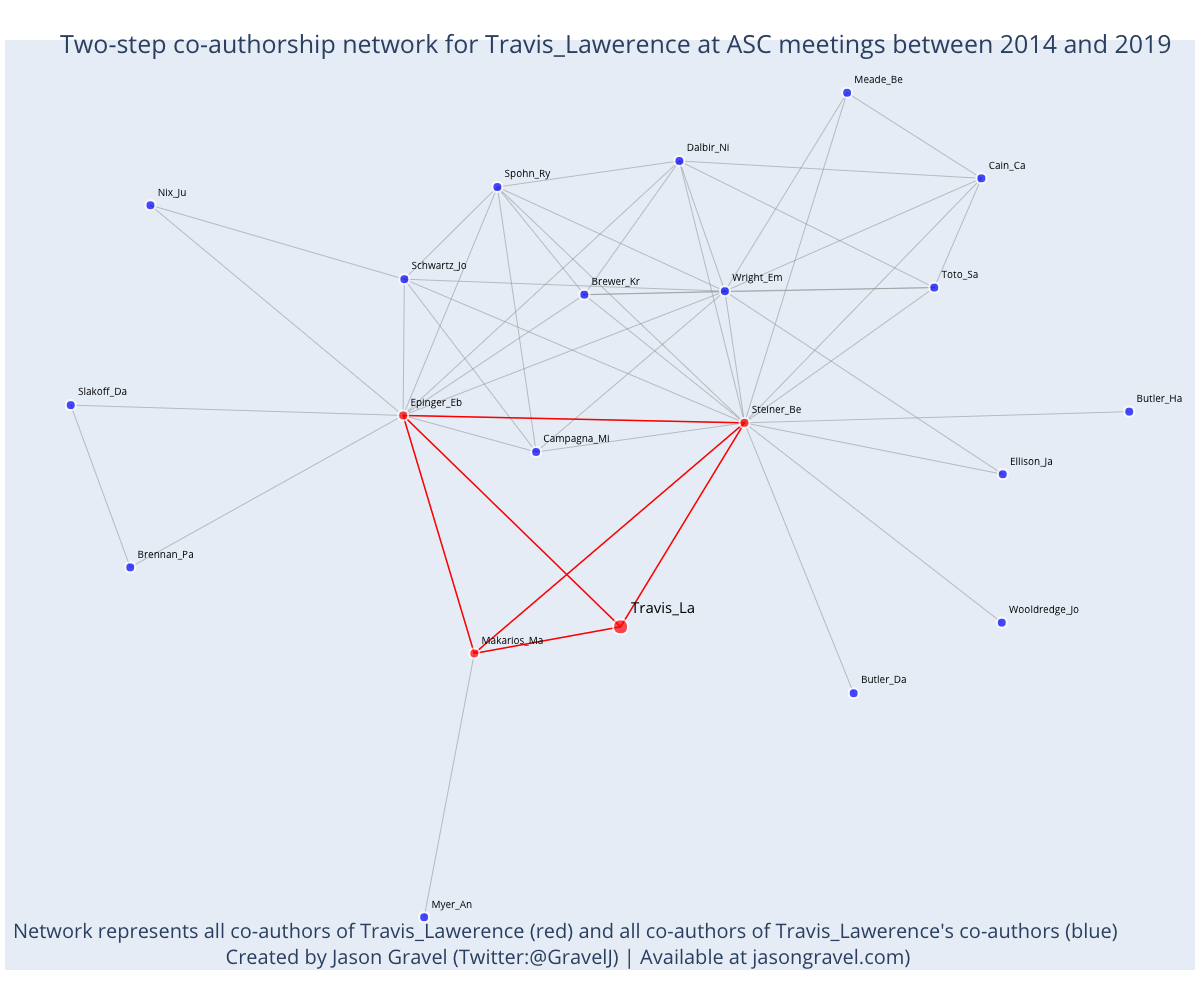 Two-step co-authorship network for Travis_Lawerence at ASC meetings between 2014 and 2019
Meade_Be
Dalbir_Ni
Cain_Ca
Spohn_Ry
Nix_Ju
Schwartz_Jo
Brewer_Kr
Wright_Em
Toto_Sa
Slakoff_Da
Epinger_Eb
Steiner_Be
Butler_Ha
Campagna_Mi
Ellison_Ja
Brennan_Pa
Travis_La
Wooldredge_Jo
Makarios_Ma
Butler_Da
Myer_An
Network represents all co-authors of Travis_Lawerence (red) and all co-authors of Travis_Lawerence's co-authors (blue)
Created by Jason Gravel (Twitter:@GravelJ) | Available at jasongravel.com)